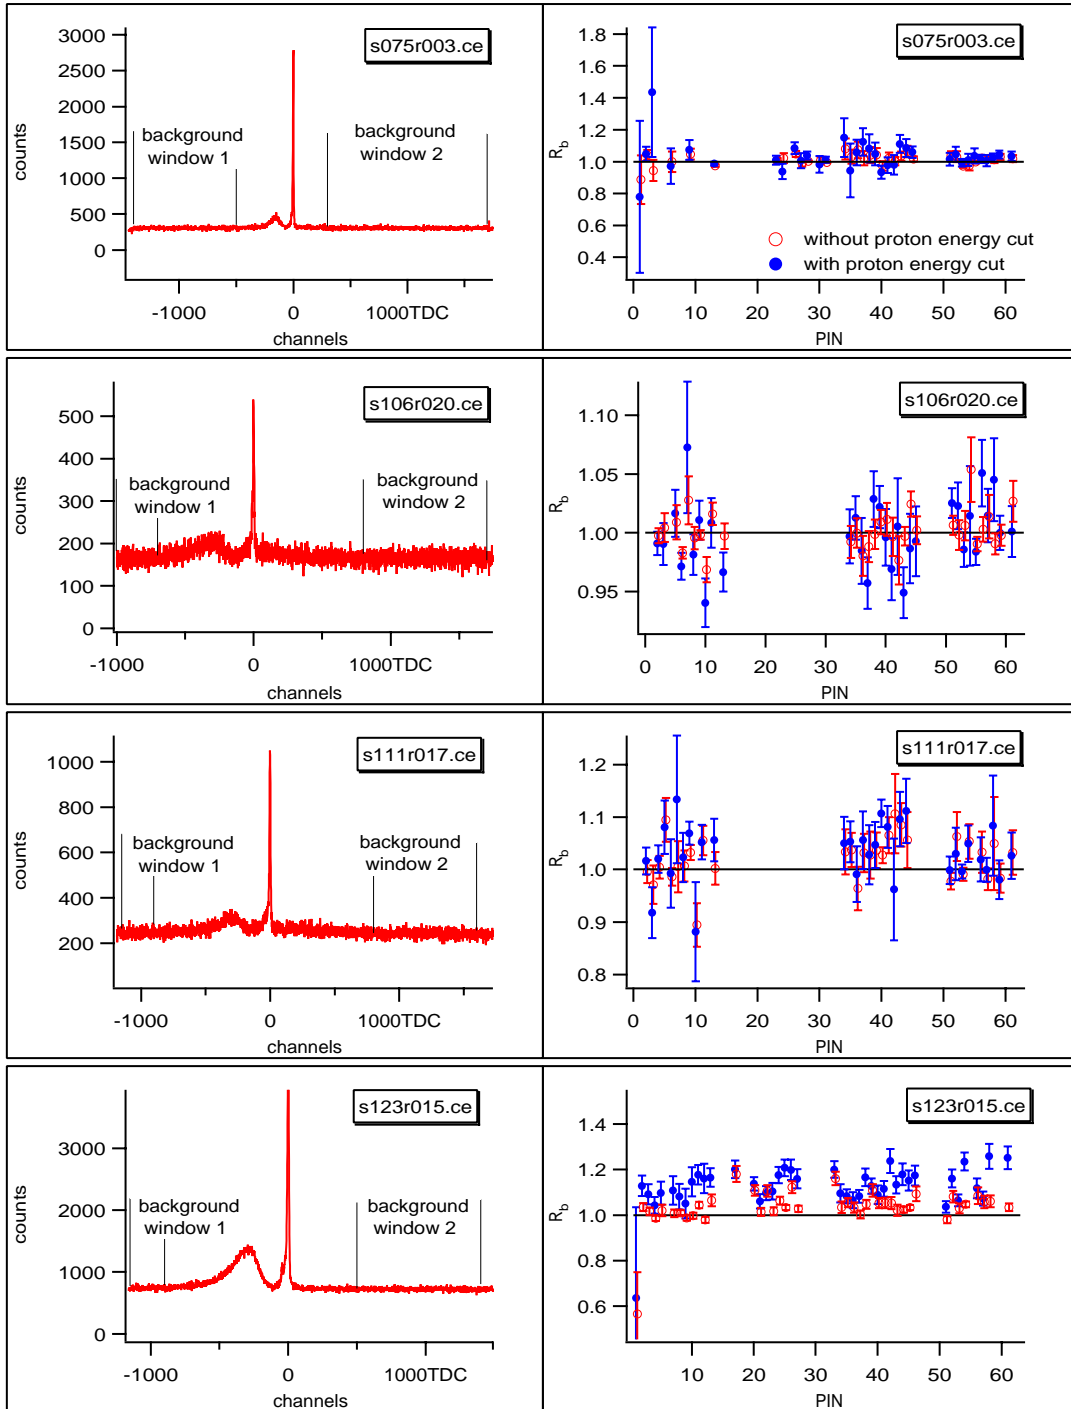 s075r003.ce
counts
3000
2500
2000
1500
1000
500
0
background
window 1
background
window 2
-1000
0
1000TDC
channels
s075r003.ce
R_b
1.8
1.6
1.4
1.2
1.0
0.8
0.6
0.4
without proton energy cut
with proton energy cut
0
10
20
30
40
50
60
PIN
s106r020.ce
counts
500
400
300
200
100
0
background
window 1
background
window 2
-1000
0
1000TDC
channels
s106r020.ce
R_b
1.10
1.05
1.00
0.95
0
10
20
30
40
50
60
PIN
s111r017.ce
counts
1000
800
600
400
200
background
window 1
background
window 2
-1000
0
1000TDC
channels
s111r017.ce
R_b
1.2
1.1
1.0
0.9
0.8
0
10
20
30
40
50
60
PIN
s123r015.ce
counts
3000
2000
1000
0
background
window 1
background
window 2
-1000
0
1000TDC
channels
s123r015.ce
R_b
1.4
1.2
1.0
0.8
0.6
10
20
30
40
50
60
PIN